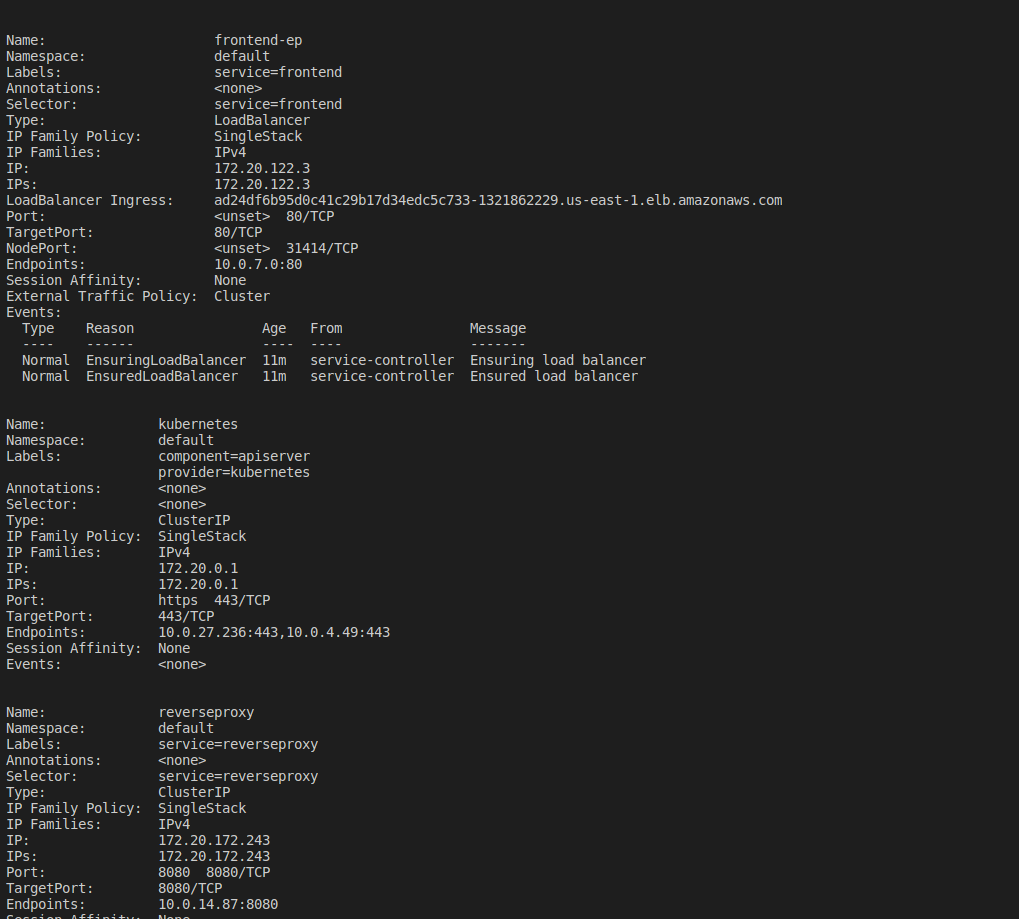 Name:                     frontend-ep
Namespace:                default
Labels:                   service=frontend
Annotations:              <none>
Selector:                 service=frontend
Type:                     LoadBalancer
IP Family Policy:         SingleStack
IP Families:              IPv4
IP:                       172.20.122.3
IPs:                      172.20.122.3
LoadBalancer Ingress:     ad24df6b95d0c41c29b17d34edc5c733-1321862229.us-east-1.elb.amazonaws.com
Port:                     <unset>  80/TCP
TargetPort:               80/TCP
NodePort:                 <unset>  31414/TCP
Endpoints:                10.0.7.0:80
Session Affinity:         None
External Traffic Policy:  Cluster
Events:
  Type    Reason                Age   From                Message
  ----    ------                ----  ----                -------
  Normal  EnsuringLoadBalancer  11m   service-controller  Ensuring load balancer
  Normal  EnsuredLoadBalancer   11m   service-controller  Ensured load balancer
Name:              kubernetes
Namespace:         default
Labels:            component=apiserver
                   provider=kubernetes
Annotations:       <none>
Selector:          <none>
Type:              ClusterIP
IP Family Policy:  SingleStack
IP Families:       IPv4
IP:                172.20.0.1
IPs:               172.20.0.1
Port:              https  443/TCP
TargetPort:        443/TCP
Endpoints:         10.0.27.236:443,10.0.4.49:443
Session Affinity:  None
Events:            <none>
Name:              reverseproxy
Namespace:         default
Labels:            service=reverseproxy
Annotations:       <none>
Selector:          service=reverseproxy
Type:              ClusterIP
IP Family Policy:  SingleStack
IP Families:       IPv4
IP:                172.20.172.243
IPs:               172.20.172.243
Port:              8080  8080/TCP
TargetPort:        8080/TCP
Endpoints:         10.0.14.87:8080
Session Affinity:  None